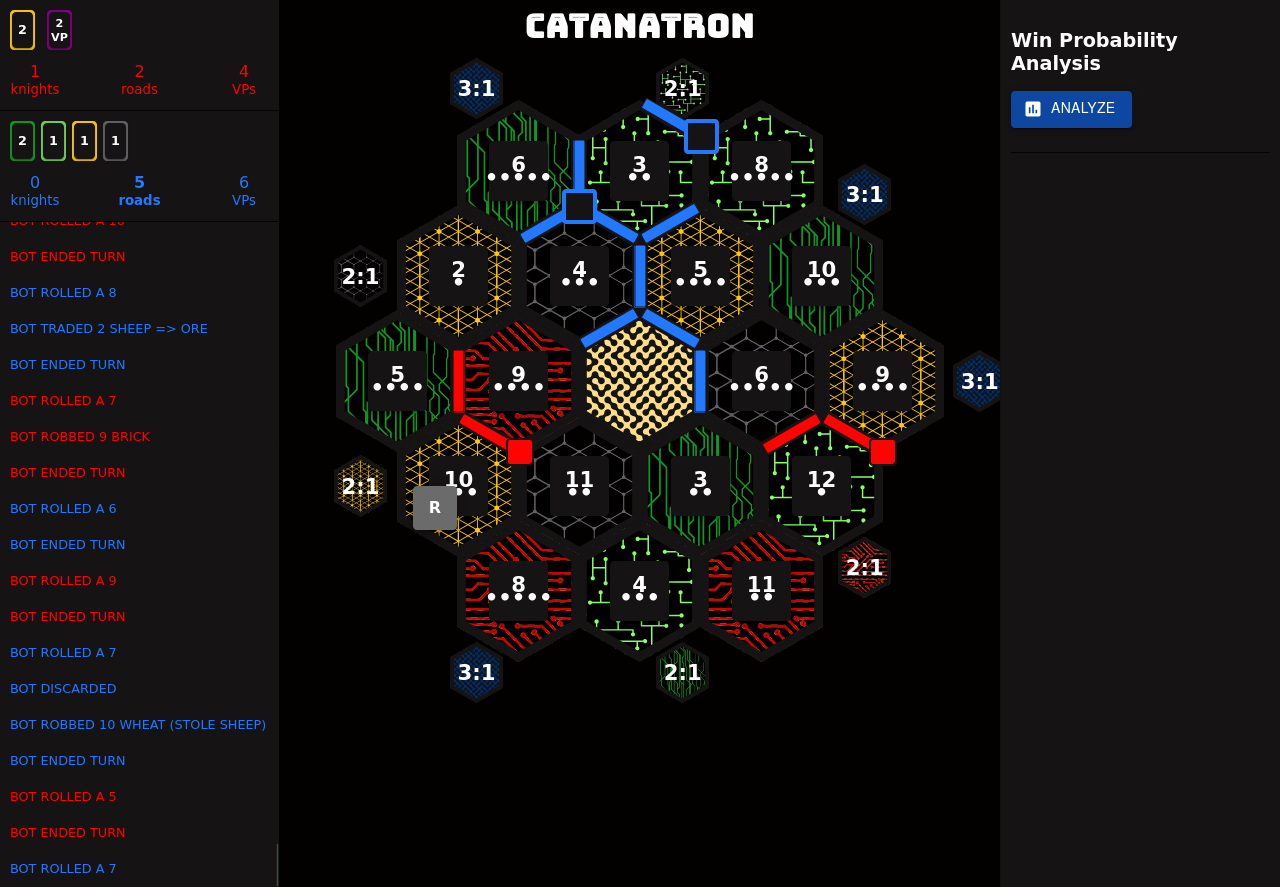 CATANATRON
2
2
VP
1
knights
2
roads
4
VPs
2
1
1
1
0
knights
5
roads
6
VPs
BOT ROLLED A 10
BOT ENDED TURN
BOT ROLLED A 8
BOT TRADED 2 SHEEP => ORE
BOT ENDED TURN
BOT ROLLED A 7
BOT ROBBED 9 BRICK
BOT ENDED TURN
BOT ROLLED A 6
BOT ENDED TURN
BOT ROLLED A 9
BOT ENDED TURN
BOT ROLLED A 7
BOT DISCARDED
BOT ROBBED 10 WHEAT (STOLE SHEEP)
BOT ENDED TURN
BOT ROLLED A 5
BOT ENDED TURN
BOT ROLLED A 7
3:1
2:1
6
3
8
3:1
2:1
2
4
5
10
5
9
6
9
3:1
2:1
10
11
3
12
R
2:1
8
4
11
3:1
2:1
Win Probability
Analysis
ANALYZE